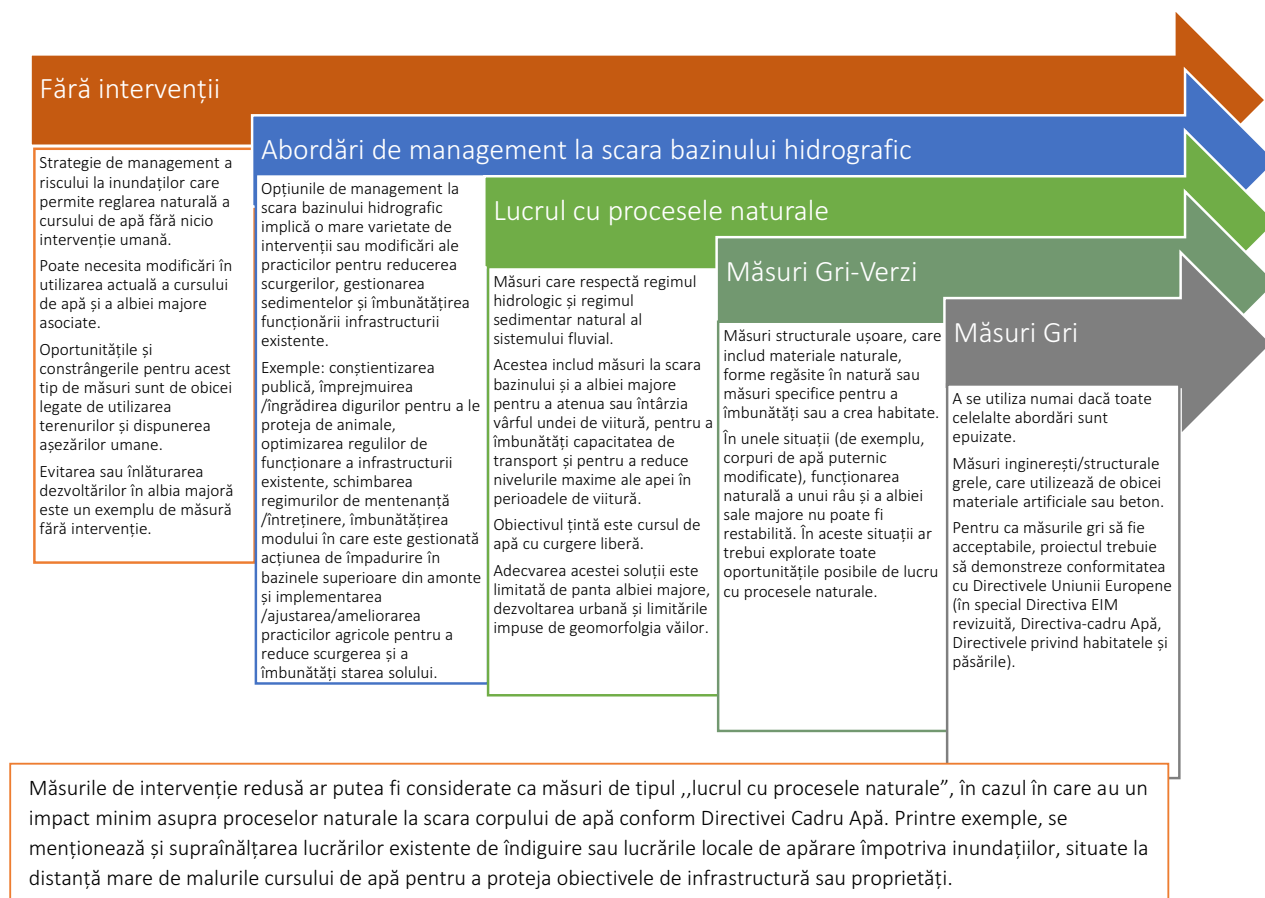 Fără intervenții
Strategie de management a
riscului la inundaților care
permite reglarea naturală a
cursului de apă fără nicio
intervenție umană.
Poate necesita modificări în
utilizarea actuală a cursului
de apă și a albiei majore
asociate.
Oportunitățile și
constrângerile pentru acest
tip de măsuri sunt de obicei
legate de utilizarea
terenurilor și dispunerea
așezărilor umane.
Evitarea sau înlăturarea
dezvoltărilor în albia majoră
este un exemplu de măsură
fără intervenție.
Abordări de management la scara bazinului hidrografic
Opțiunile de management la
scara bazinului hidrografic
implică o mare varietate de
intervenții sau modificări ale
practicilor pentru reducerea
scurgerilor, gestionarea
sedimentelor și îmbunătățirea
funcționării infrastructurii
existente.
Exemple: conștientizarea
publică, împrejmuirea
/îngrădirea digurilor pentru a le
proteja de animale,
optimizarea regulilor de
funcționare a infrastructurii
existente, schimbarea
regimurilor de mentenanță
/întreținere, îmbunătățirea
modului în care este gestionată
acțiunea de împadurire în
bazinele superioare din amonte
și implementarea
/ajustarea/ameliorarea
practicilor agricole pentru a
reduce scurgerea și a
îmbunătăți starea solului.
Lucrul cu procesele naturale
Măsuri care respectă regimul
hidrologic și regimul
sedimentar natural al
sistemului fluvial.
Acestea includ măsuri la scara
bazinului și a albiei majore
pentru a atenua sau întârzia
vârful undei de viitură, pentru a
îmbunătăți capacitatea de
transport și pentru a reduce
nivelurile maxime ale apei în
perioadele de viitură.
Obiectivul țintă este cursul de
apă cu curgere liberă.
Adecvarea acestei soluții este
limitată de panta albiei majore,
dezvoltarea urbană și limitările
impuse de geomorfolgia văilor.
Măsuri Gri-Verzi
Măsuri structurale ușoare, care
includ materiale naturale,
forme regăsite în natură sau
măsuri specifice pentru a
îmbunătăți sau a crea habitate.
În unele situații (de exemplu,
corpuri de apă puternic
modificate), funcționarea
naturală a unui râu și a albiei
sale majore nu poate fi
restabilită. În aceste situații ar
trebui explorate toate
oportunitățile posibile de lucru
cu procesele naturale.
Măsuri Gri
A se utiliza numai dacă toate
celelalte abordări sunt
epuizate.
Măsuri inginerești/structurale
grele, care utilizează de obicei
materiale artificiale sau beton.
Pentru ca măsurile gri să fie
acceptabile, proiectul trebuie
să demonstreze conformitatea
cu Directivele Uniunii Europene
(în special Directiva EIM
revizuită, Directiva-cadru Apă,
Directivele privind habitatele și
păsările).
Măsurile de intervenție redusă ar putea fi considerate ca măsuri de tipul ,,lucrul cu procesele naturale”, în cazul în care au un
impact minim asupra proceselor naturale la scara corpului de apă conform Directivei Cadru Apă. Printre exemple, se
menționează și supraînălțarea lucrărilor existente de îndiguire sau lucrările locale de apărare împotriva inundațiilor, situate la
distanță mare de malurile cursului de apă pentru a proteja obiectivele de infrastructură sau proprietăți.